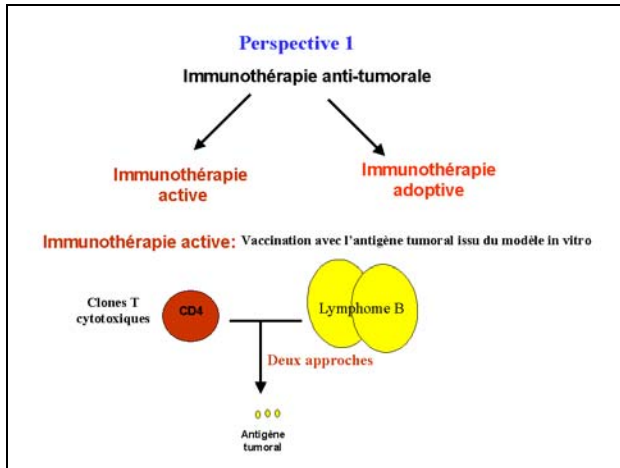 Perspective 1
Immunothérapie anti-tumorale
Immunothérapie
active
Immunothérapie
adoptive
Immunothérapie active: Vaccination avec l'antigène tumoral issu du modèle in vitro
Clones T
cytotoxiques
CD4
Lymphome B
Deux approches
Antigène
tumoral